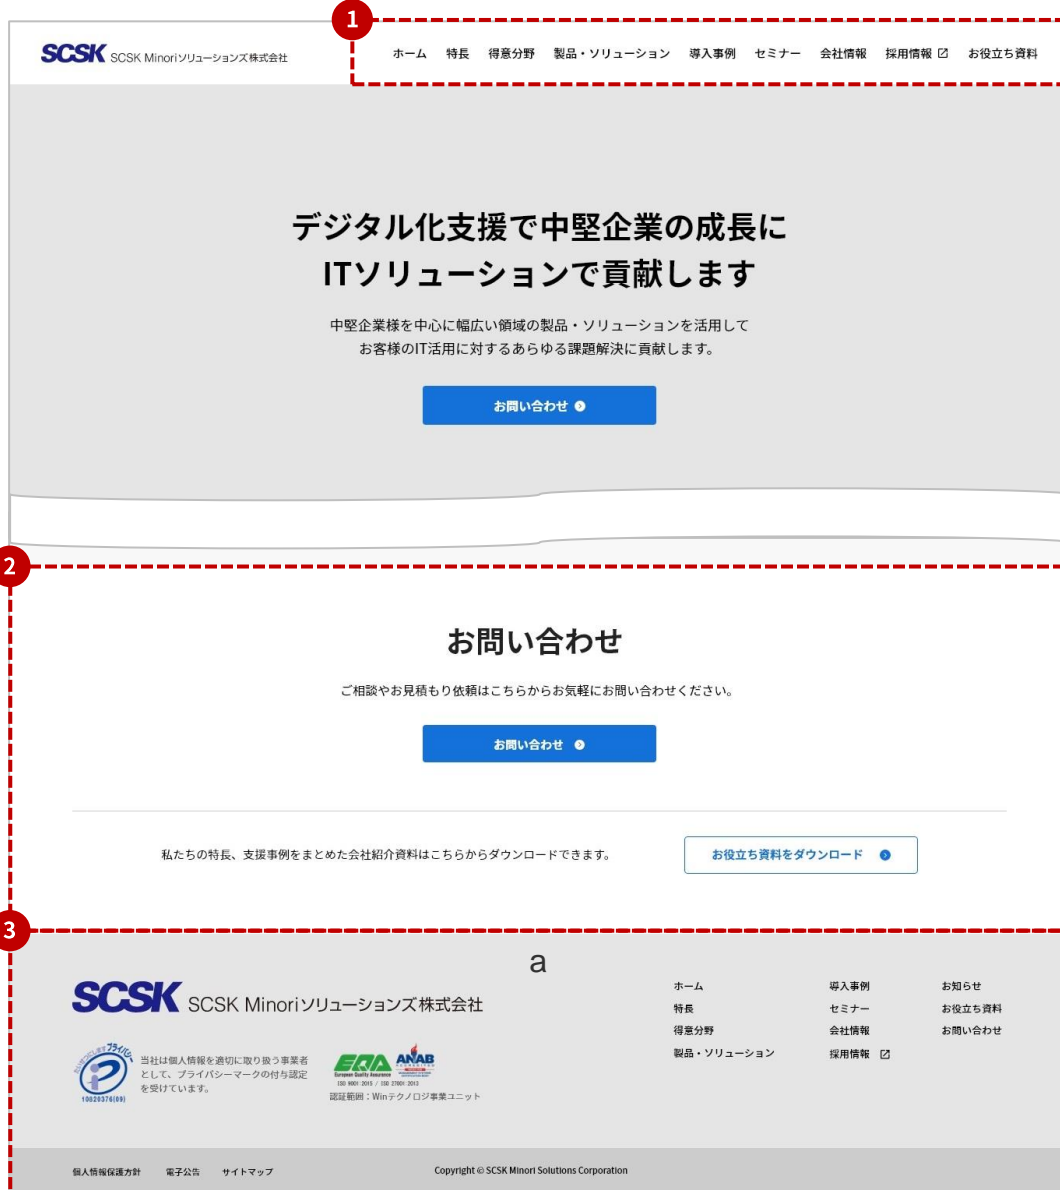 1
SCSK SCSK Minoriソリューションズ株式会社
ホーム 特長 得意分野 製品・ソリューション 導入事例 セミナー 会社情報 採用情報 お役立ち資料
デジタル化支援で中堅企業の成長に
ITソリューションで貢献します
中堅企業様を中心に幅広い領域の製品・ソリューションを活用して
お客様のIT活用に対するあらゆる課題解決に貢献します。
お問い合わせ
2
お問い合わせ
ご相談やお見積もり依頼はこちらからお気軽にお問い合わせください。
お問い合わせ
私たちの特長、支援事例をまとめた会社紹介資料はこちらからダウンロードできます。
お役立ち資料をダウンロード
3
a
SCSK SCSK Minoriソリューションズ株式会社
プライバシー
10820376(09)
当社は個人情報を適切に取り扱う事業者
として、プライバシーマークの付与認定
を受けています。
EQA
European Quality Assurance
ANAB
ISO 9001:2015 / ISO 27001:2013
認証範囲：Winテクノロジ事業ユニット
ホーム
特長
得意分野
製品・ソリューション
導入事例
セミナー
会社情報
採用情報
お知らせ
お役立ち資料
お問い合わせ
個人情報保護方針 電子公告 サイトマップ
Copyright © SCSK Minori Solutions Corporation